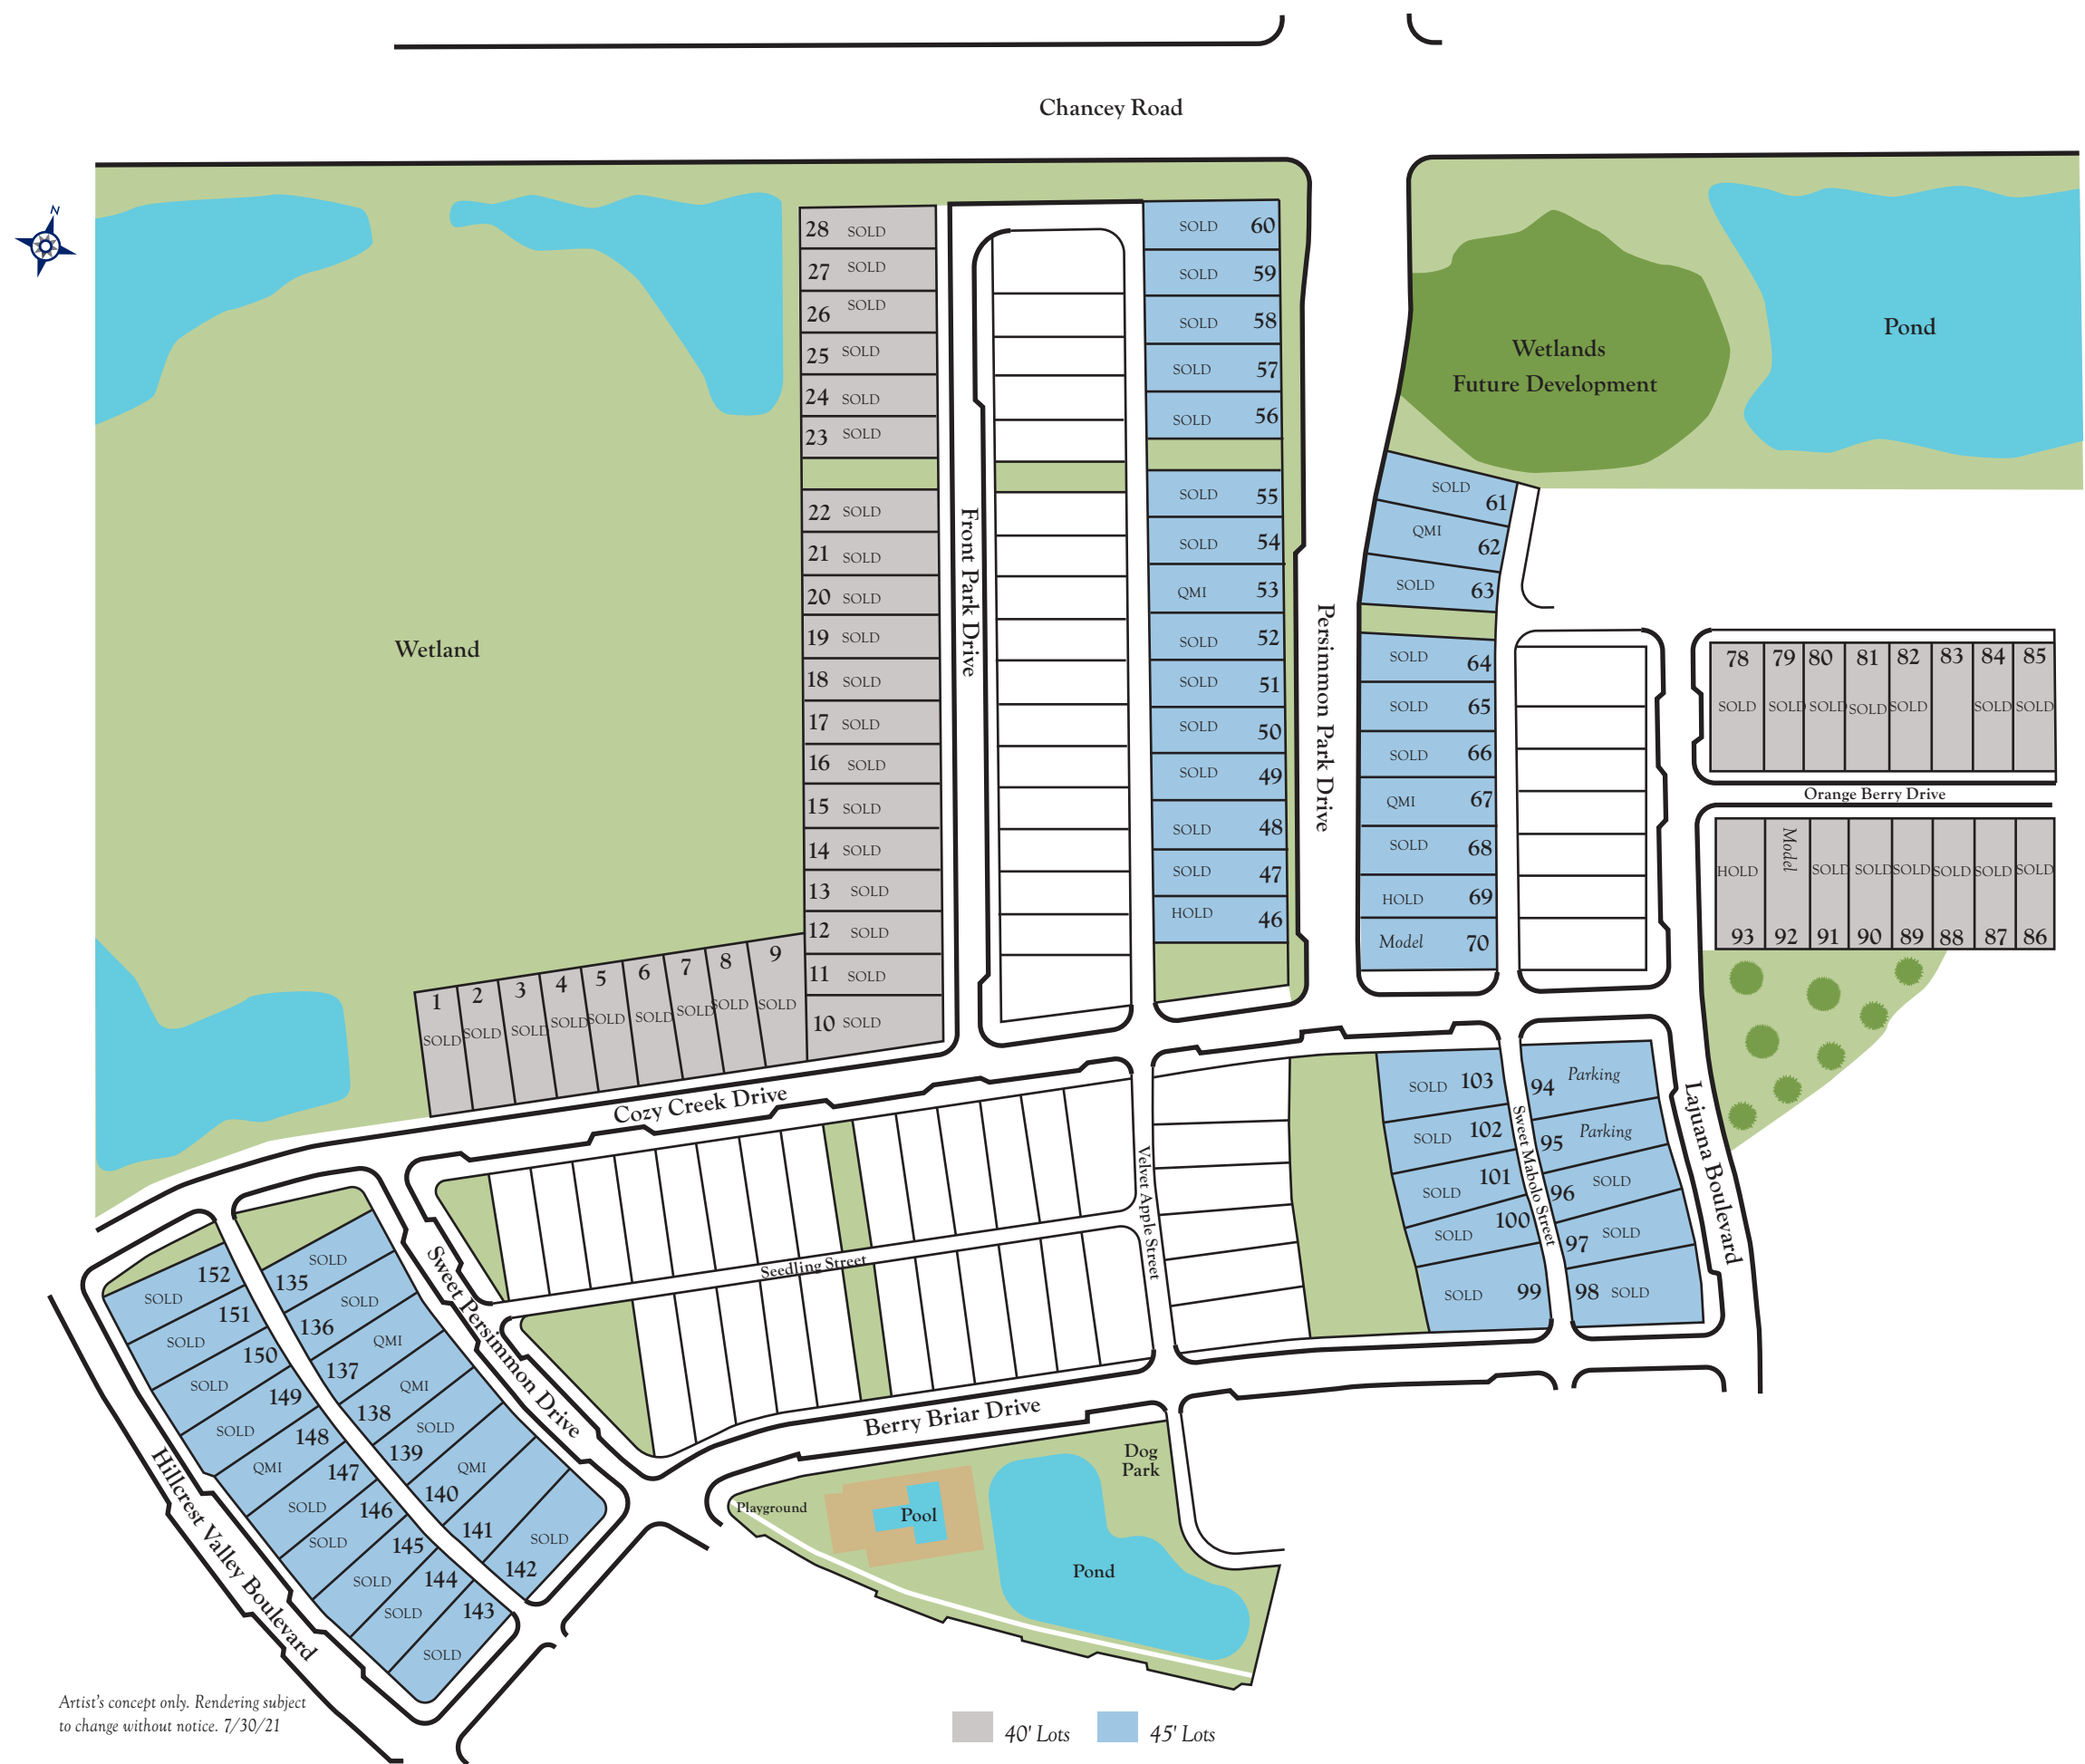 Chancey Road
N
28 SOLD
27 SOLD
26 SOLD
25 SOLD
24 SOLD
23 SOLD
22 SOLD
21 SOLD
20 SOLD
19 SOLD
18 SOLD
17 SOLD
16 SOLD
15 SOLD
14 SOLD
13 SOLD
12 SOLD
11 SOLD
10 SOLD
Front Park Drive
SOLD 60
SOLD 59
SOLD 58
SOLD 57
SOLD 56
SOLD 55
SOLD 54
QMI 53
SOLD 52
SOLD 51
SOLD 50
SOLD 49
SOLD 48
SOLD 47
HOLD 46
Persimmon Park Drive
Wetlands
Future Development
Pond
SOLD 61
QMI 62
SOLD 63
SOLD 64
SOLD 65
SOLD 66
QMI 67
SOLD 68
HOLD 69
Model 70
78 79 80 81 82 83 84 85
SOLD SOLD SOLD SOLD SOLD SOLD SOLD
Orange Berry Drive
HOLD Model SOLD SOLD SOLD SOLD SOLD SOLD
93 92 91 90 89 88 87 86
Wetland
1 2 3 4 5 6 7 8 9
SOLD SOLD SOLD SOLD SOLD SOLD SOLD SOLD SOLD
Cozy Creek Drive
SOLD 103
SOLD 102
SOLD 101
SOLD 100
SOLD 99
Sweet Mabolo Street
94 Parking
95 Parking
96 SOLD
97 SOLD
98 SOLD
Lajuana Boulevard
Velvet Apple Street
Seedling Street
Sweet Persimmon Drive
Berry Briar Drive
152 SOLD
151 SOLD
150 SOLD
149 SOLD
148 QMI
147 SOLD
146 SOLD
145 SOLD
144 SOLD
143 SOLD
135 SOLD
136 SOLD
137 QMI
138 QMI
139 SOLD
140 QMI
141
142 SOLD
Hillcrest Valley Boulevard
Dog
Park
Playground
Pool
Pond
Artist's concept only. Rendering subject
to change without notice. 7/30/21
40' Lots
45' Lots